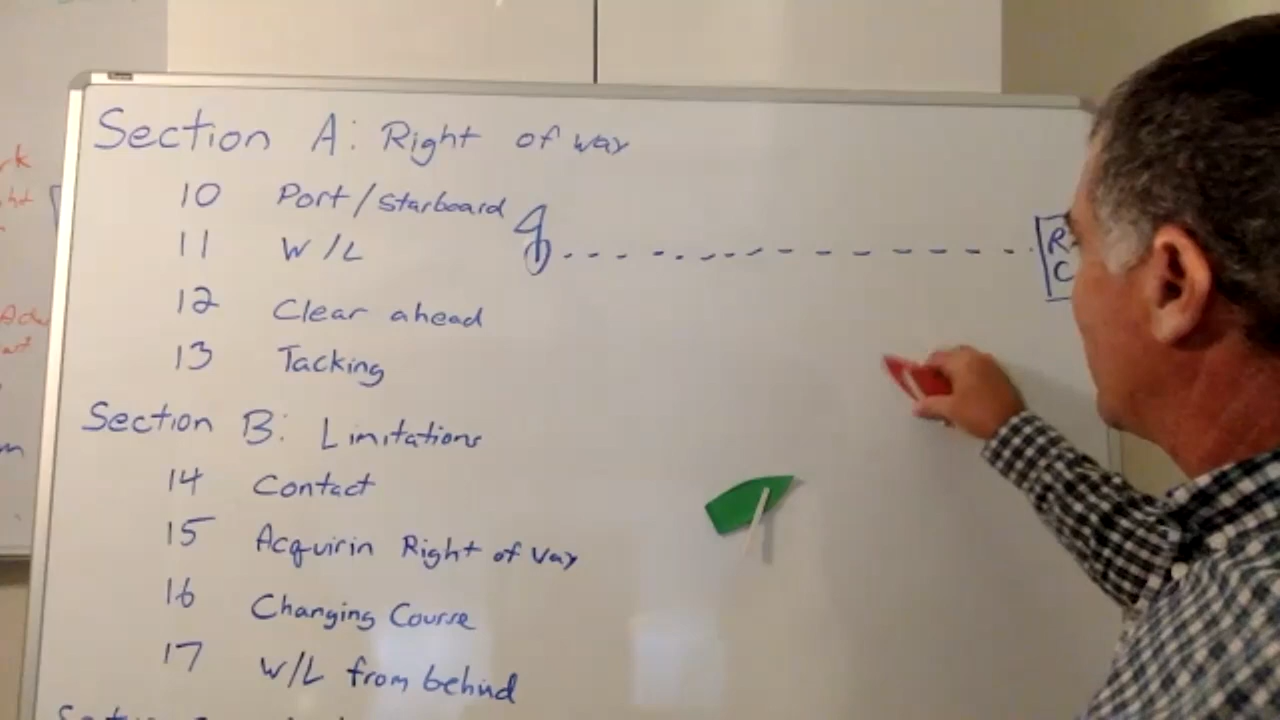 Section A: Right of way
10 Port/starboard
11 W/L
12 Clear ahead
13 Tacking
Section B: Limitations
14 Contact
15 Acquirin Right of Way
16 Changing Course
17 W/L from behind
R
C